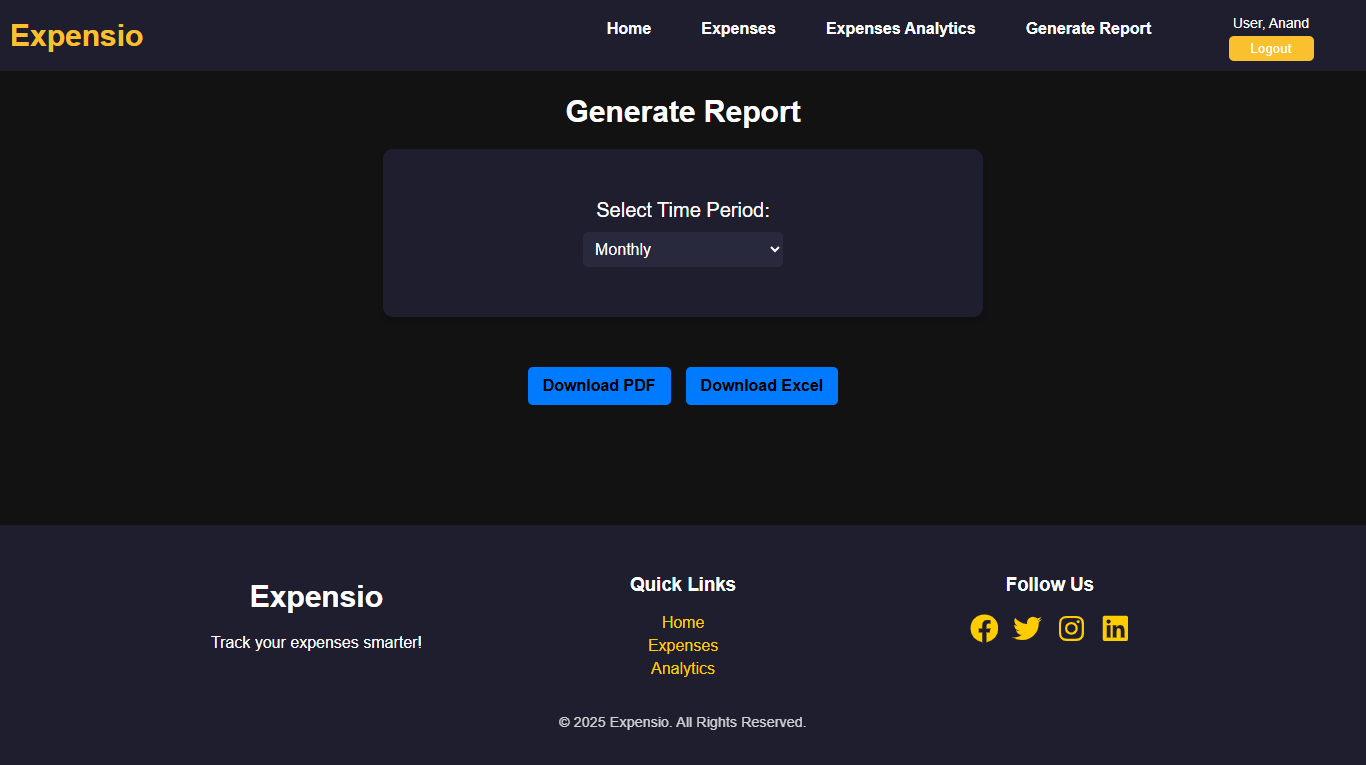 Expensio
Home
Expenses
Expenses Analytics
Generate Report
User, Anand
Logout
Generate Report
Select Time Period:
Monthly
Download PDF
Download Excel
Expensio
Track your expenses smarter!
Quick Links
Home
Expenses
Analytics
Follow Us
© 2025 Expensio. All Rights Reserved.